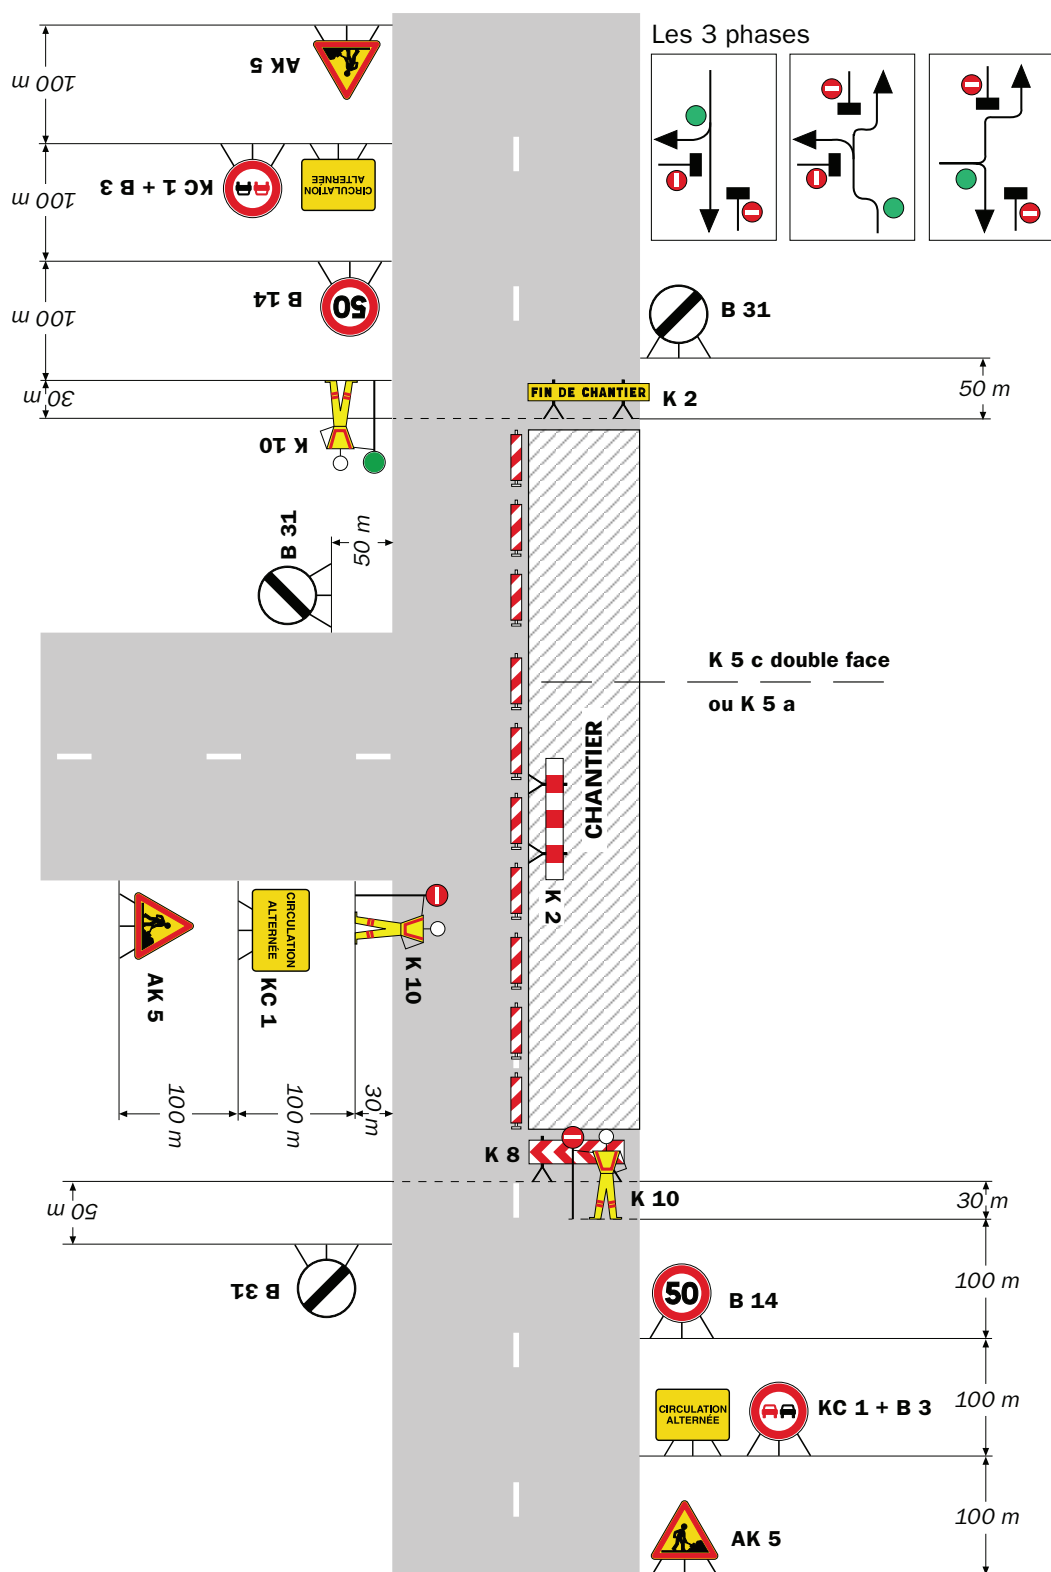 Les 3 phases
AK 5
100 m
KC 1 + B 3
CIRCULATION
ALTERNÉE
100 m
B 14
50
100 m
B 31
50 m
FIN DE CHANTIER
K 2
30 m
K 10
B 31
50 m
K 5 c double face
ou K 5 a
CHANTIER
K 2
AK 5
KC 1
CIRCULATION
ALTERNÉE
K 10
100 m
100 m
30 m
K 8
K 10
30 m
50 m
B 31
100 m
50
B 14
CIRCULATION
ALTERNÉE
KC 1 + B 3
100 m
100 m
AK 5